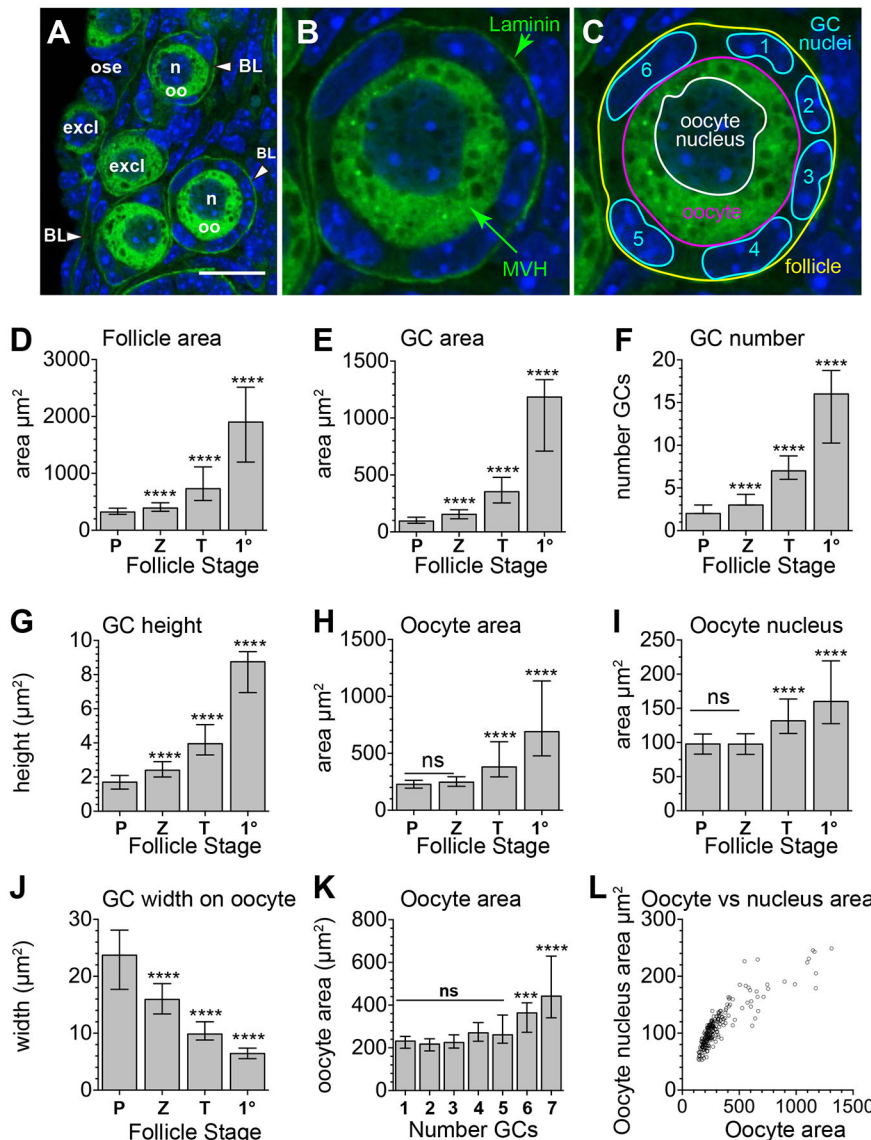 A
ose
n
oo
BL
excl
excl
BL
n
oo
BL
B
Laminin
MVH
C
GC
nuclei
1
2
3
4
5
6
oocyte
nucleus
oocyte
follicle
D Follicle area
area µm²
3000
2000
1000
0
****
****
****
P Z T 1°
Follicle Stage
E GC area
area µm²
1500
1000
500
0
****
****
****
P Z T 1°
Follicle Stage
F GC number
number GCs
20
15
10
5
0
****
****
****
P Z T 1°
Follicle Stage
G GC height
height (µm²)
10
8
6
4
2
0
****
****
****
P Z T 1°
Follicle Stage
H Oocyte area
area µm²
1500
1000
500
0
ns
****
****
P Z T 1°
Follicle Stage
I Oocyte nucleus
area µm²
250
200
150
100
50
0
ns
****
****
P Z T 1°
Follicle Stage
J GC width on oocyte
width (µm²)
30
20
10
0
****
****
****
P Z T 1°
Follicle Stage
K Oocyte area
oocyte area (µm²)
800
600
400
200
0
ns
***
****
1 2 3 4 5 6 7
Number GCs
L Oocyte vs nucleus area
Oocyte nucleus area µm²
300
200
100
0
0 500 1000 1500
Oocyte area